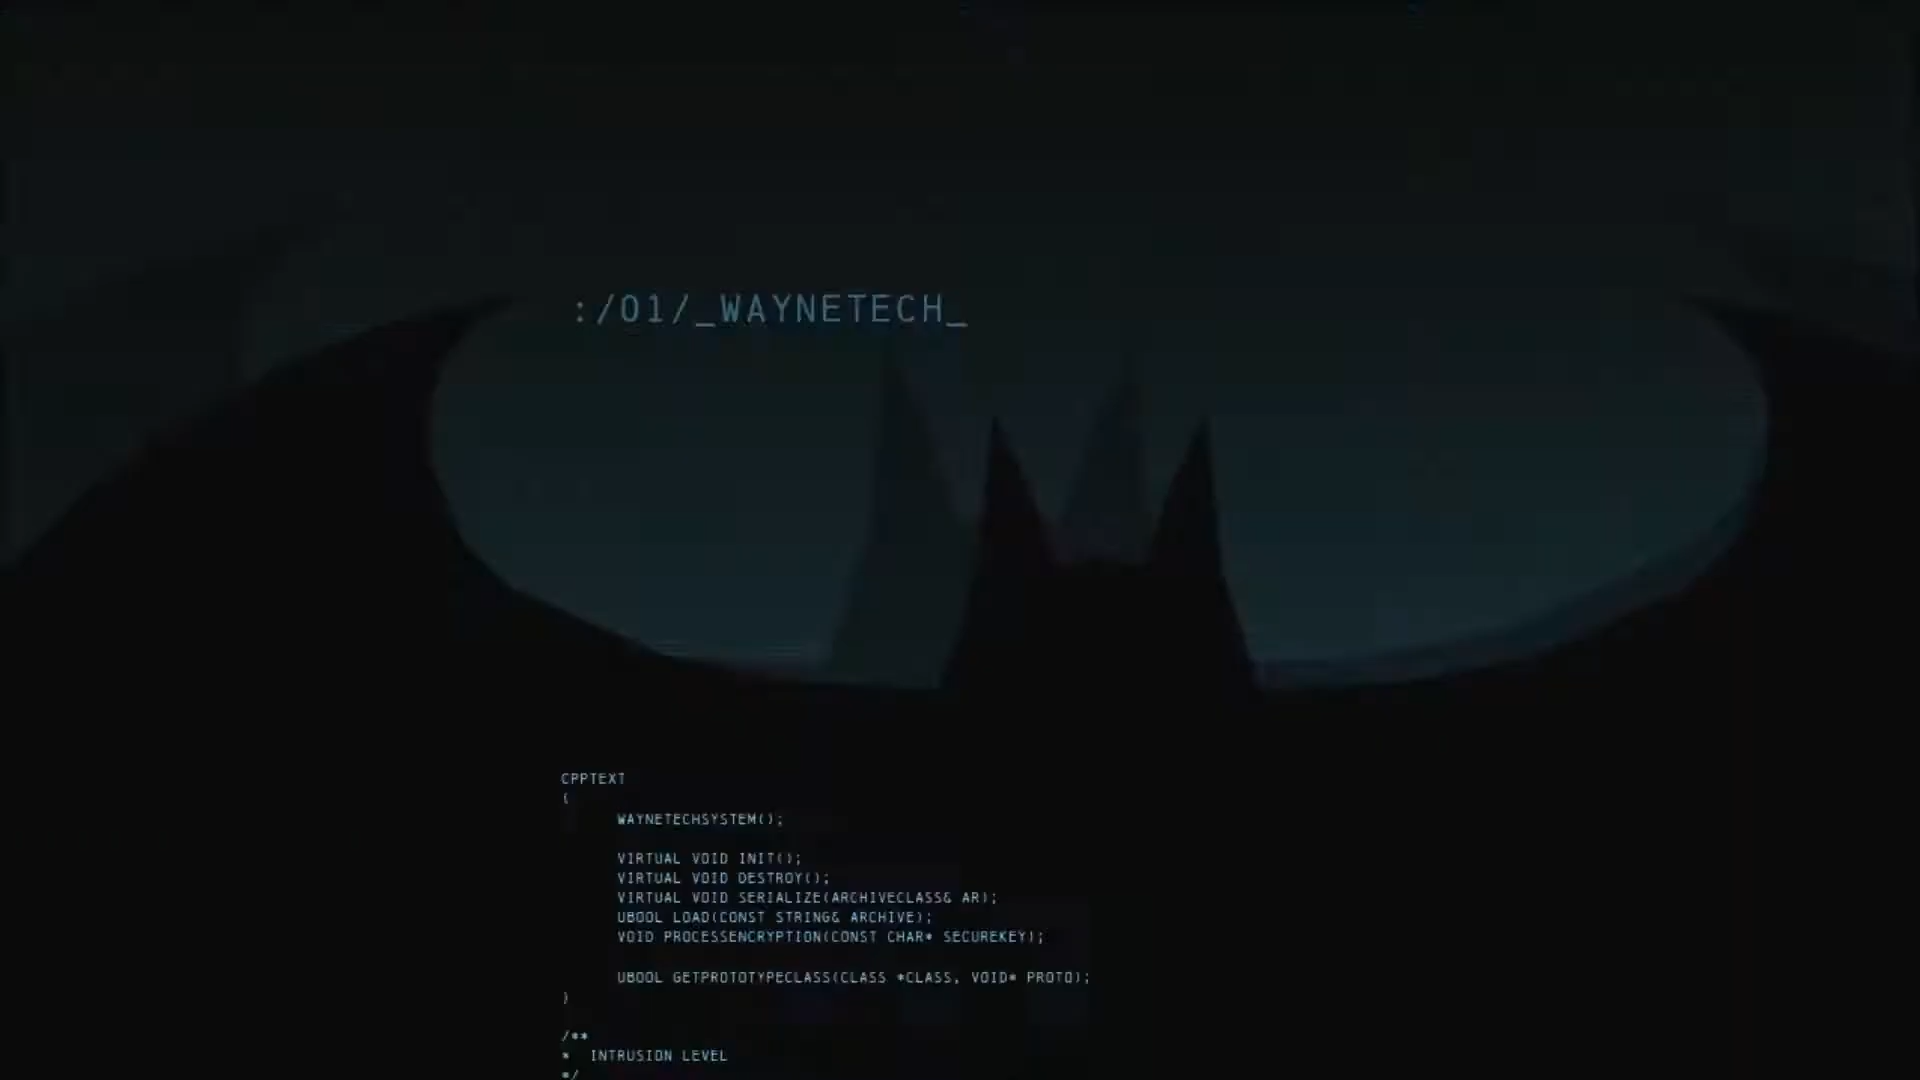 :/01/_WAYNETECH_
CPPTEXT
{
WAYNETECHSYSTEM();
VIRTUAL VOID INIT();
VIRTUAL VOID DESTROY();
VIRTUAL VOID SERIALIZE(ARCHIVECLASS& AR);
UBOOL LOAD(CONST STRING& ARCHIVE);
VOID PROCESSENCRYPTION(CONST CHAR* SECUREKEY);
UBOOL GETPROTOTYPECLASS(CLASS *CLASS, VOID* PROTO);
}
/**
* INTRUSION LEVEL
*/